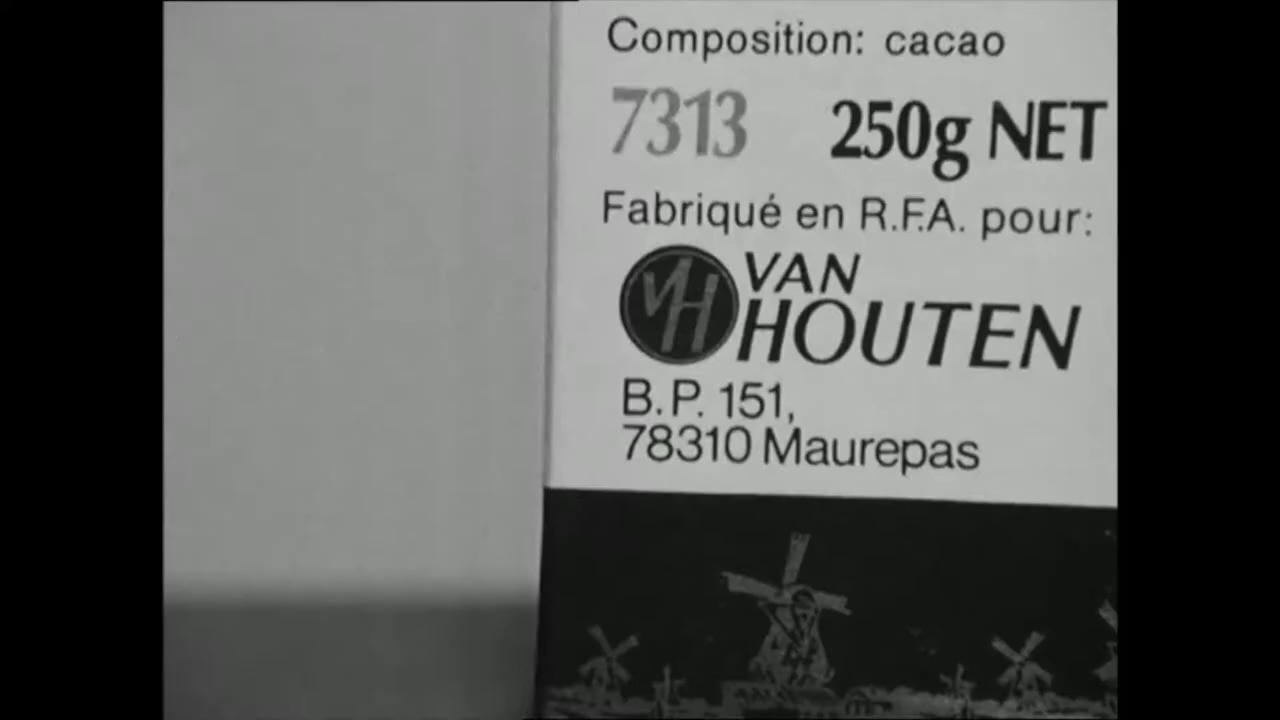 Composition: cacao
7313 250g NET
Fabriqué en R.F.A. pour:
VH VAN
HOUTEN
B.P. 151,
78310 Maurepas